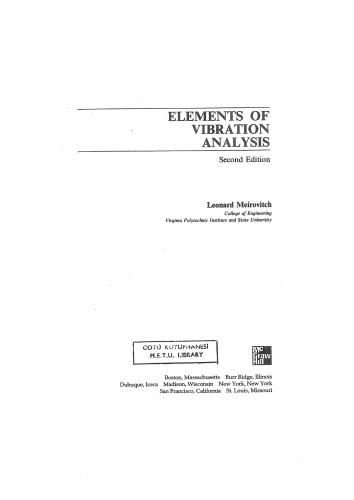 ELEMENTS OF
VIBRATION
ANALYSIS
Second Edition
Leonard Meirovitch
College of Engineering
Virginia Polytechnic Institute and State University
ODTÜ KÜTÜPHANESİ
M.E.T.U. LIBRARY
Mc
Graw
Hill
Boston, Massachusetts Burr Ridge, Illinois
Dubuque, Iowa Madison, Wisconsin New York, New York
San Francisco, California St. Louis, Missouri